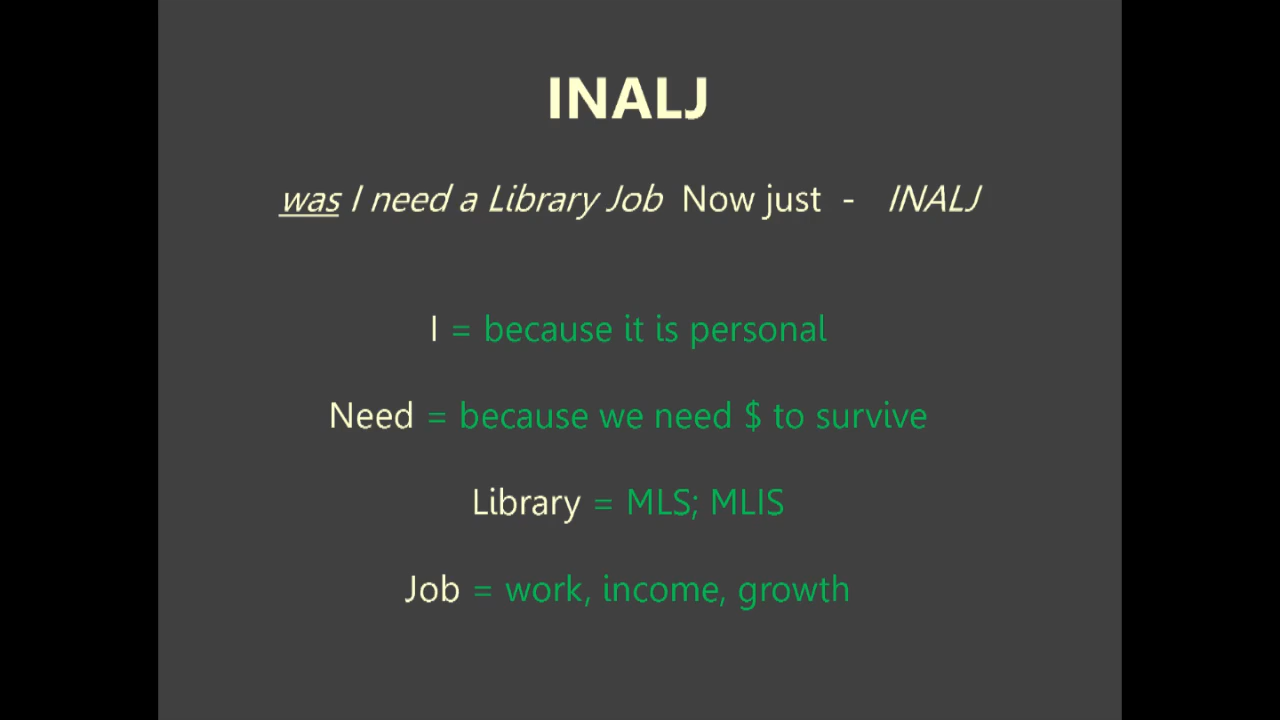 INALJ
was I need a Library Job Now just - INALJ
I = because it is personal
Need = because we need $ to survive
Library = MLS; MLIS
Job = work, income, growth